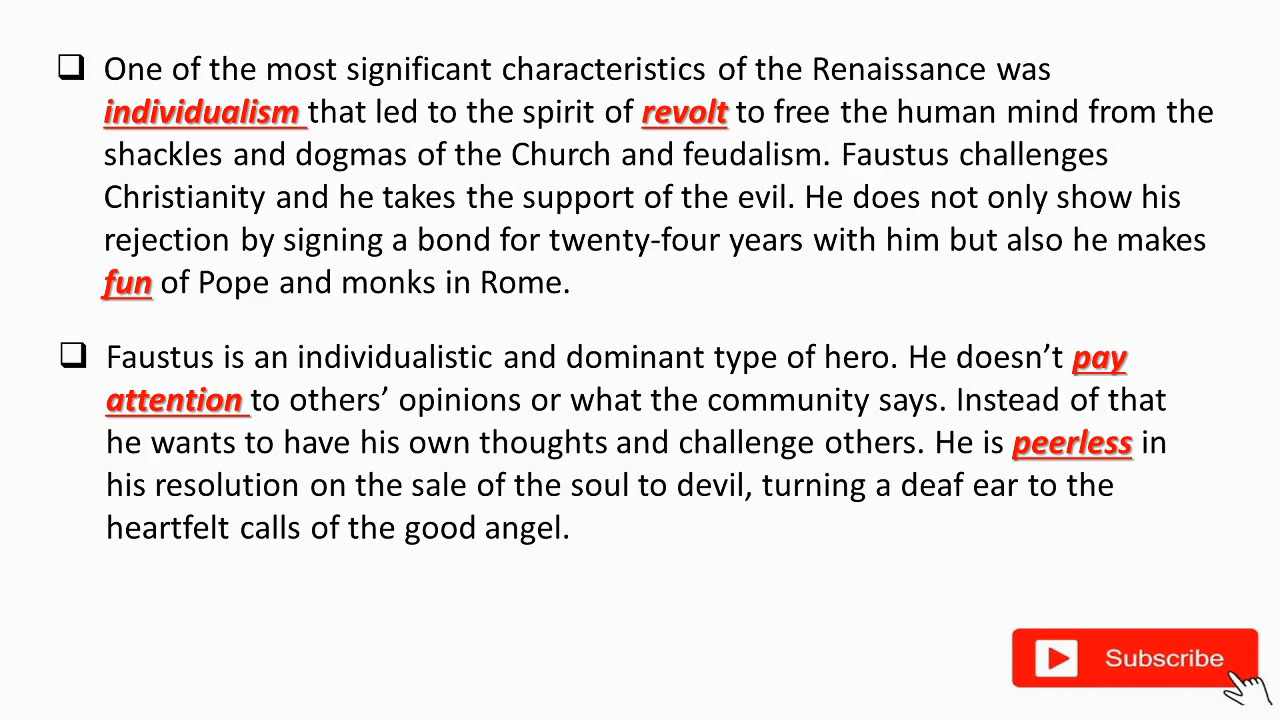 One of the most significant characteristics of the Renaissance was
individualism that led to the spirit of revolt to free the human mind from the
shackles and dogmas of the Church and feudalism. Faustus challenges
Christianity and he takes the support of the evil. He does not only show his
rejection by signing a bond for twenty-four years with him but also he makes
fun of Pope and monks in Rome.
Faustus is an individualistic and dominant type of hero. He doesn’t pay
attention to others’ opinions or what the community says. Instead of that
he wants to have his own thoughts and challenge others. He is peerless in
his resolution on the sale of the soul to devil, turning a deaf ear to the
heartfelt calls of the good angel.
Subscribe